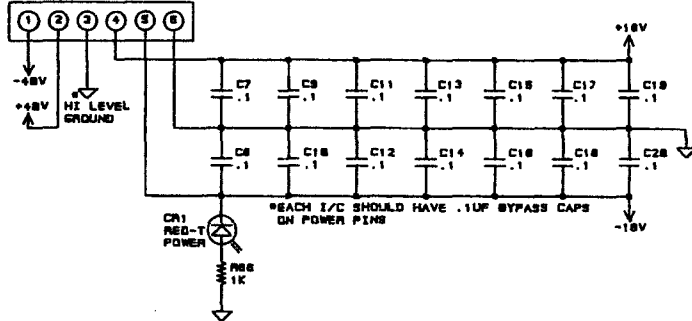 1 2 3 4 5 6
-48V
+48V
* HI LEVEL
GROUND
+18V
C7
.1
C9
.1
C11
.1
C13
.1
C15
.1
C17
.1
C19
.1
C8
.1
C10
.1
C12
.1
C14
.1
C16
.1
C18
.1
C20
.1
-18V
*EACH I/C SHOULD HAVE .1UF BYPASS CAPS
ON POWER PINS
CR1
RED-T
POWER
1K